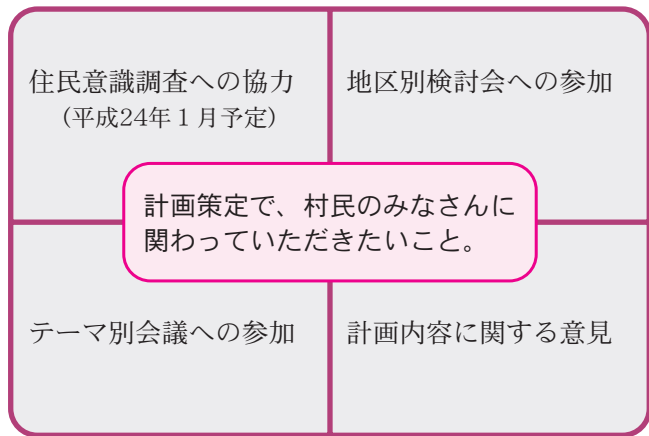 住民意識調査への協力
（平成24年１月予定）
地区別検討会への参加
計画策定で、村民のみなさんに
関わっていただきたいこと。
テーマ別会議への参加
計画内容に関する意見